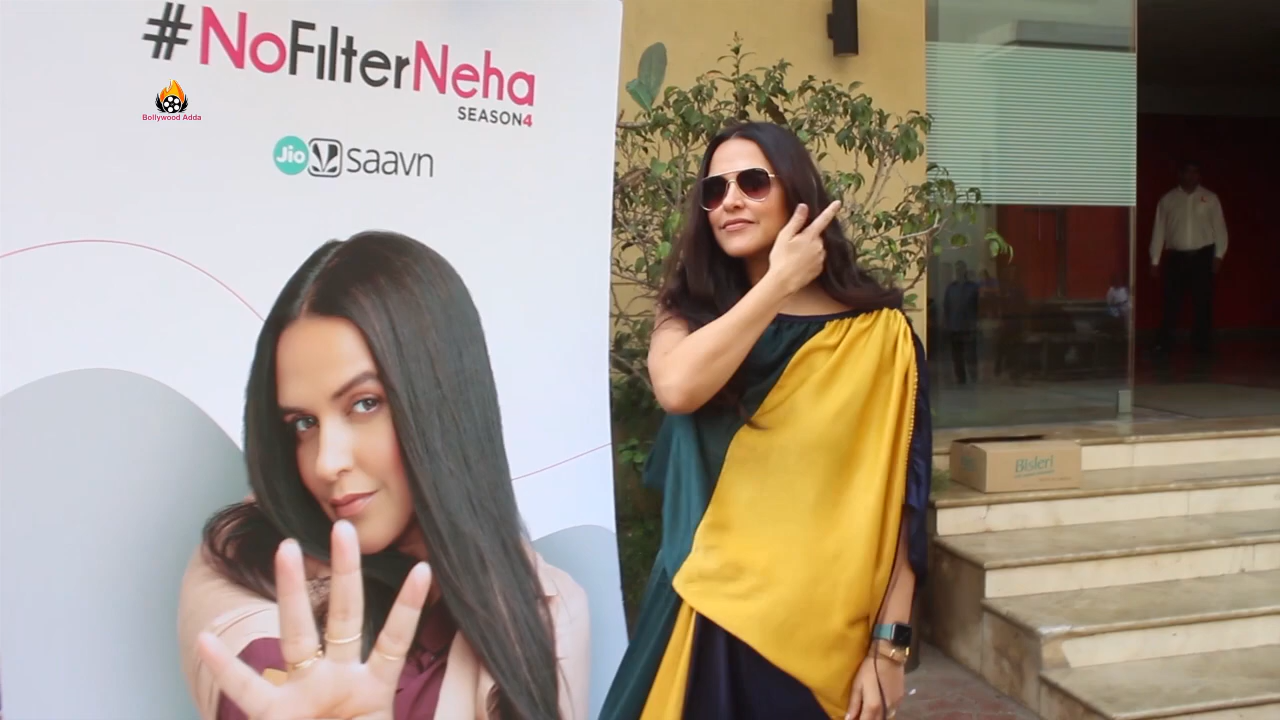 #NoFilterNeha
SEASON4
Bollywood Adda
Jio saavn
Bisleri